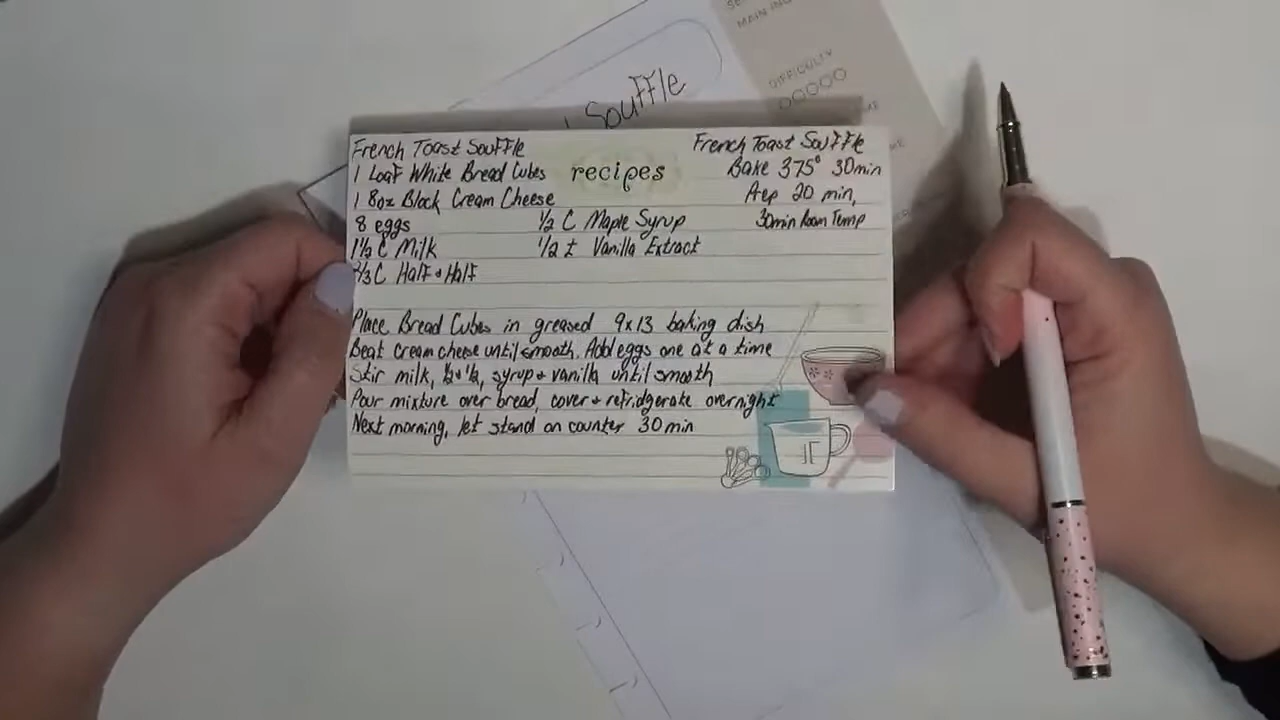 SouFFle
MAIN ING
DIFFICULTY
French Toast SouFFle
recipes
French Toast SouFFle
1 LoaF White Bread Cubes
Bake 375° 30min
1 8oz Block Cream Cheese
Prep 20 min,
8 eggs
1/2 C Maple Syrup
30min Room Temp
1 1/2 C Milk
1/2 t Vanilla Extract
2/3 C HalF + HalF
Place Bread Cubes in greased 9x13 baking dish
Beat cream cheese until smooth. Add eggs one at a time
Stir milk, 1/2 + 1/2, syrup + vanilla until smooth
Pour mixture over bread, cover + refridgerate overnight
Next morning, let stand on counter 30 min